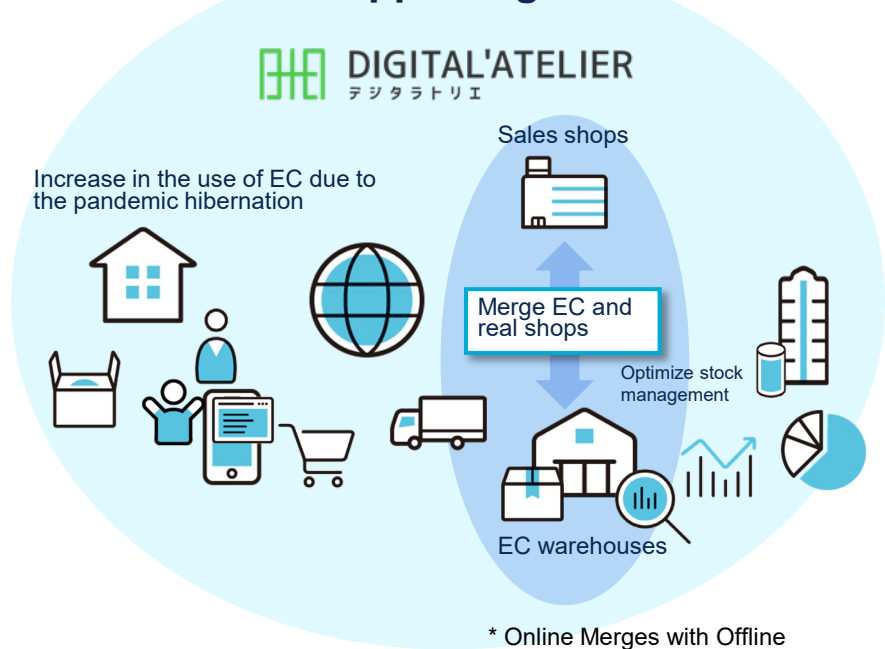 DIGITAL'ATELIER
デジタラトリエ
Sales shops
Increase in the use of EC due to
the pandemic hibernation
Merge EC and
real shops
Optimize stock
management
EC warehouses
* Online Merges with Offline